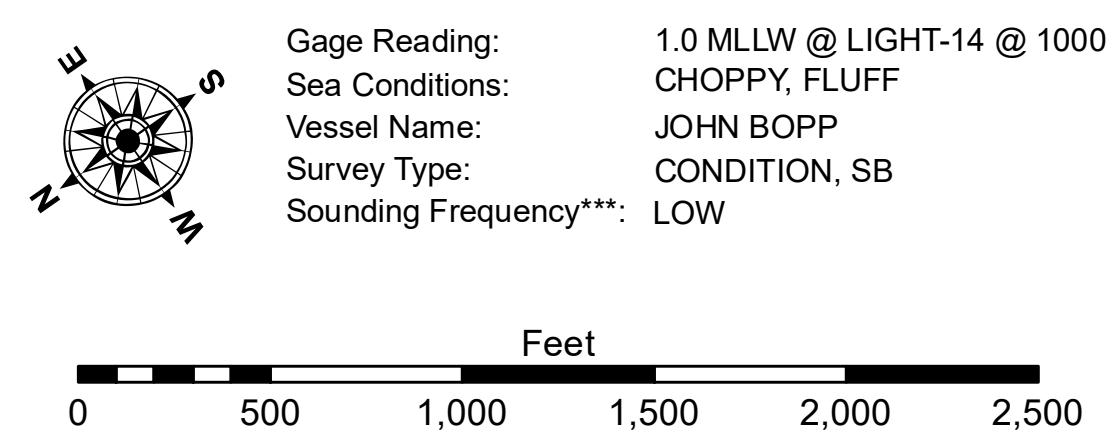 E
S
N
W
Gage Reading: 1.0 MLLW @ LIGHT-14 @ 1000
Sea Conditions: CHOPPY, FLUFF
Vessel Name: JOHN BOPP
Survey Type: CONDITION, SB
Sounding Frequency***: LOW
Feet
0 500 1,000 1,500 2,000 2,500